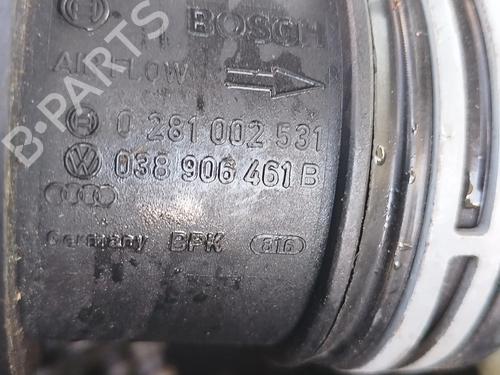 BOSCH
AIR FLOW
0 281 002 531
038 906 461 B
Germany BPK 816
B-PARTS